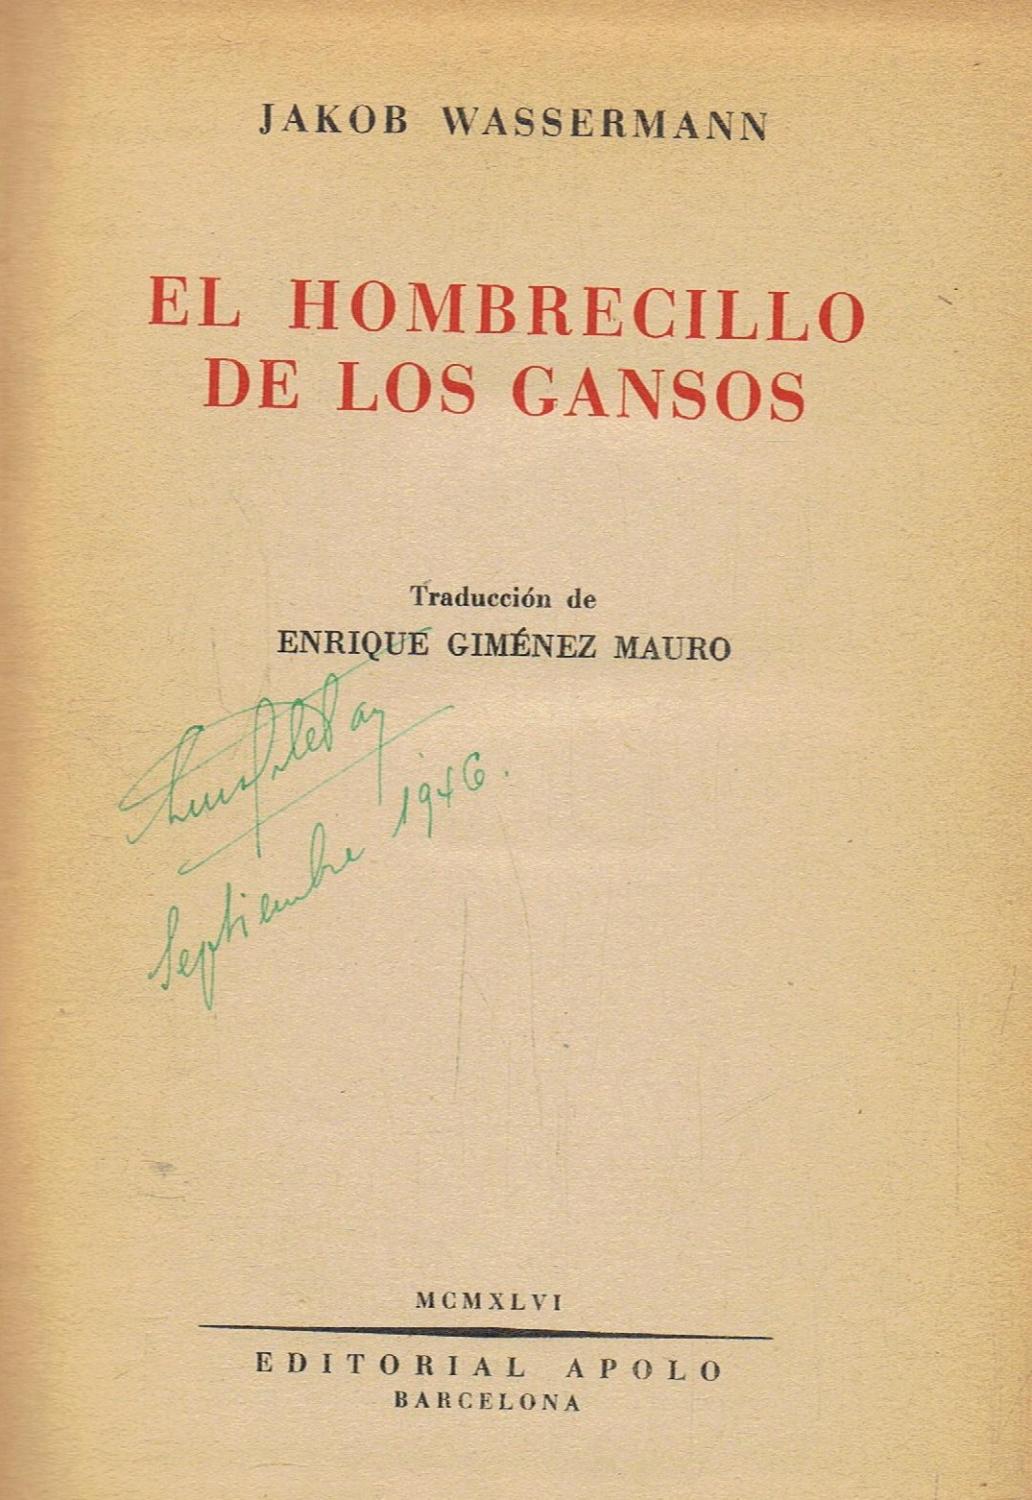 JAKOB WASSERMANN
EL HOMBRECILLO
DE LOS GANSOS
Traducción de
ENRIQUE GIMÉNEZ MAURO
Septiembre 1946.
MCMXLVI
EDITORIAL APOLO
BARCELONA